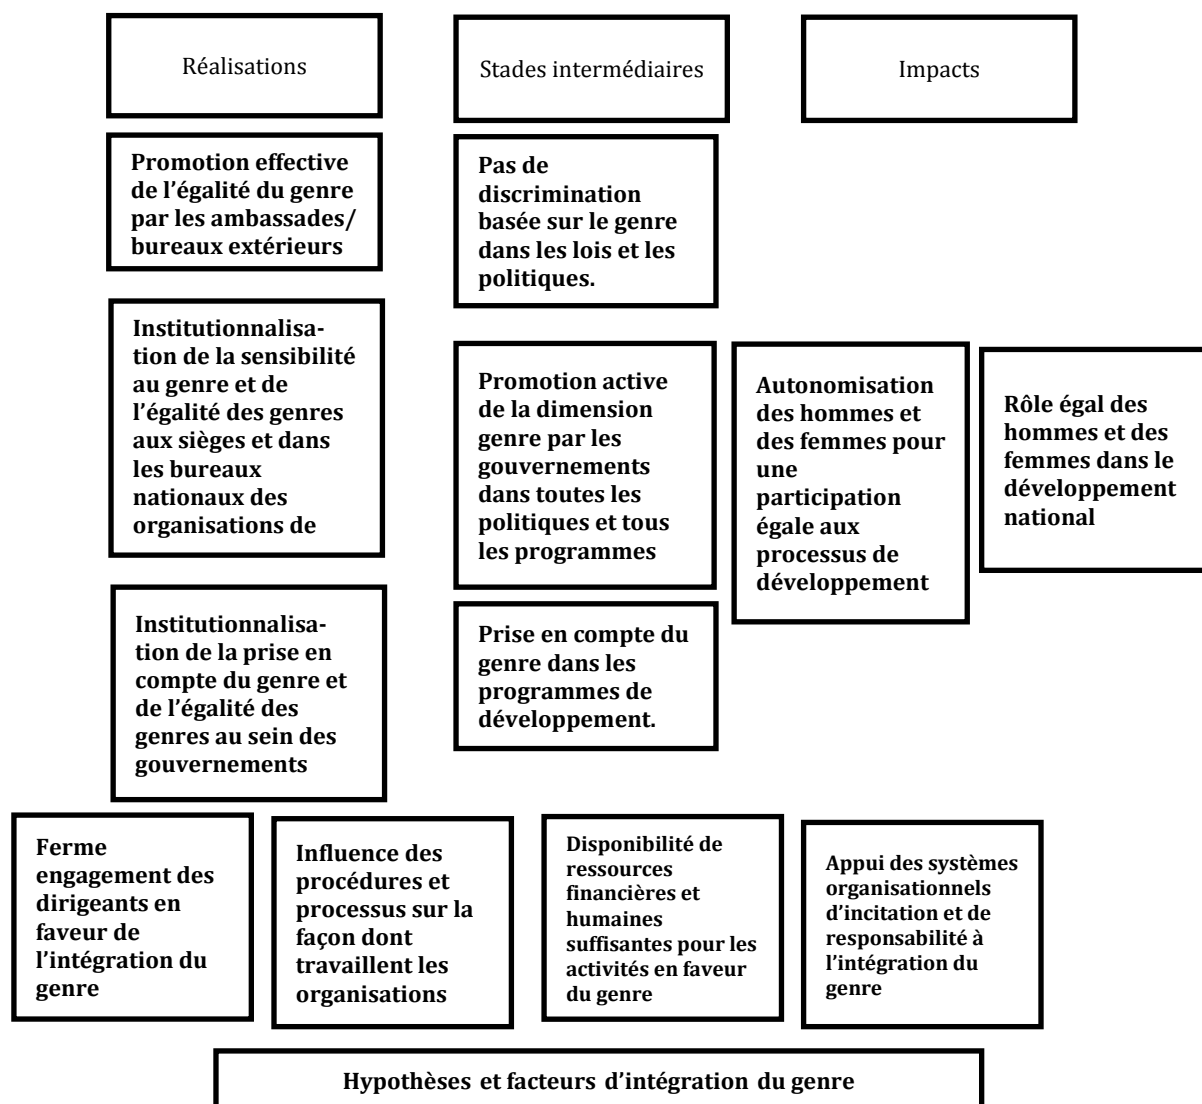 Réalisations
Stades intermédiaires
Impacts
Promotion effective
de l’égalité du genre
par les ambassades/
bureaux extérieurs
Pas de
discrimination
basée sur le genre
dans les lois et les
politiques.
Institutionnalisa-
tion de la sensibilité
au genre et de
l’égalité des genres
aux sièges et dans
les bureaux
nationaux des
organisations de
Promotion active
de la dimension
genre par les
gouvernements
dans toutes les
politiques et tous
les programmes
Autonomisation
des hommes et
des femmes pour
une
participation
égale aux
processus de
développement
Rôle égal des
hommes et des
femmes dans le
développement
national
Institutionnalisa-
tion de la prise en
compte du genre et
de l’égalité des
genres au sein des
gouvernements
Prise en compte du
genre dans les
programmes de
développement.
Ferme
engagement des
dirigeants en
faveur de
l’intégration du
genre
Influence des
procédures et
processus sur la
façon dont
travaillent les
organisations
Disponibilité de
ressources
financières et
humaines
suffisantes pour les
activités en faveur
du genre
Appui des systèmes
organisationnels
d’incitation et de
responsabilité à
l’intégration du
genre
Hypothèses et facteurs d’intégration du genre